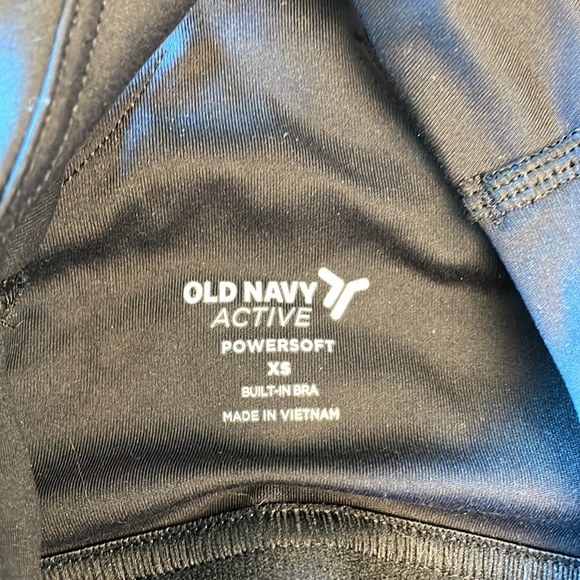 OLD NAVY
ACTIVE
POWERSOFT
XS
BUILT-IN BRA
MADE IN VIETNAM